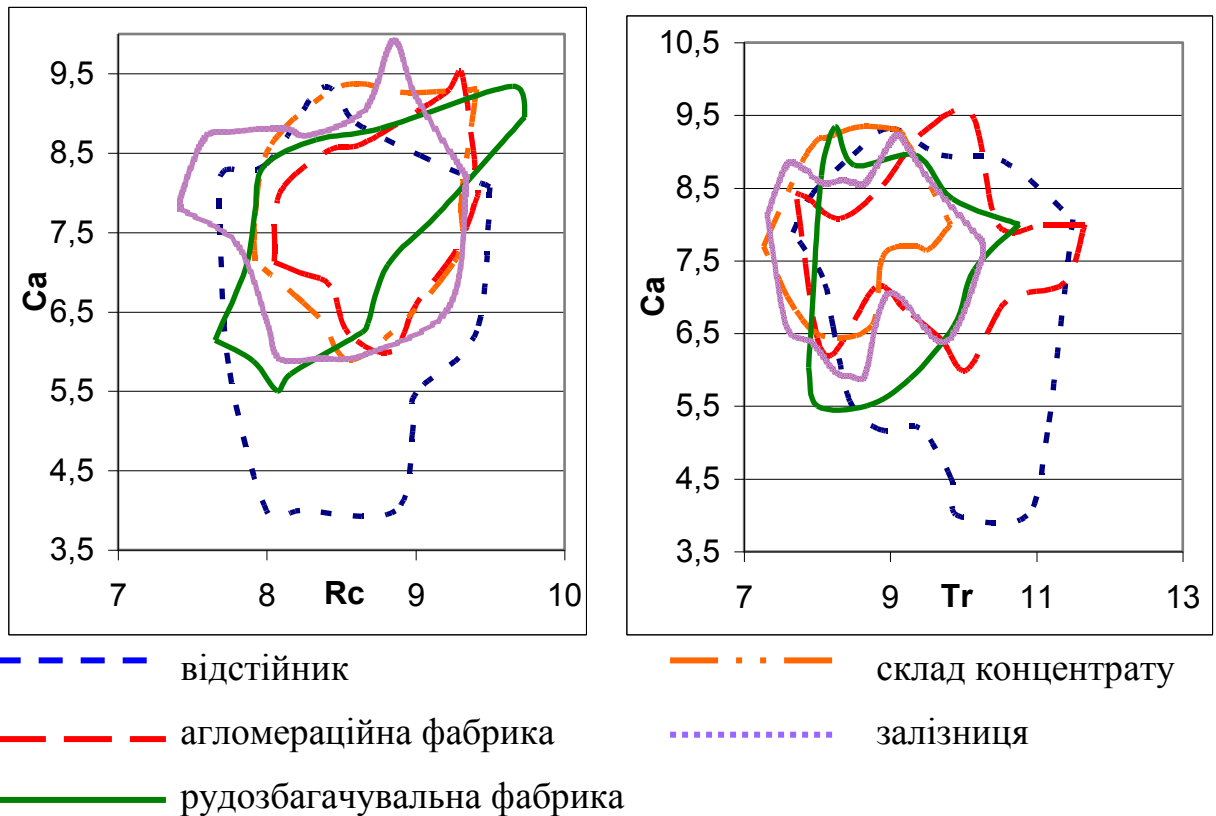 9,5
8,5
7,5
6,5
5,5
4,5
3,5
Ca
7 8 Rc 9 10
10,5
9,5
8,5
7,5
6,5
5,5
4,5
3,5
Ca
7 9 Tr 11 13
відстійник
склад концентрату
агломераційна фабрика
залізниця
рудозбагачувальна фабрика